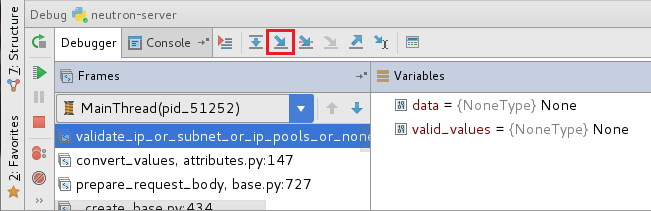 Debug neutron-server
Debugger Console
7: Structure
Frames
Variables
MainThread(pid_51252)
data = {NoneType} None
valid_values = {NoneType} None
validate_ip_or_subnet_or_ip_pools_or_none
convert_values, attributes.py:147
prepare_request_body, base.py:727
create base.py:434
2: Favorites